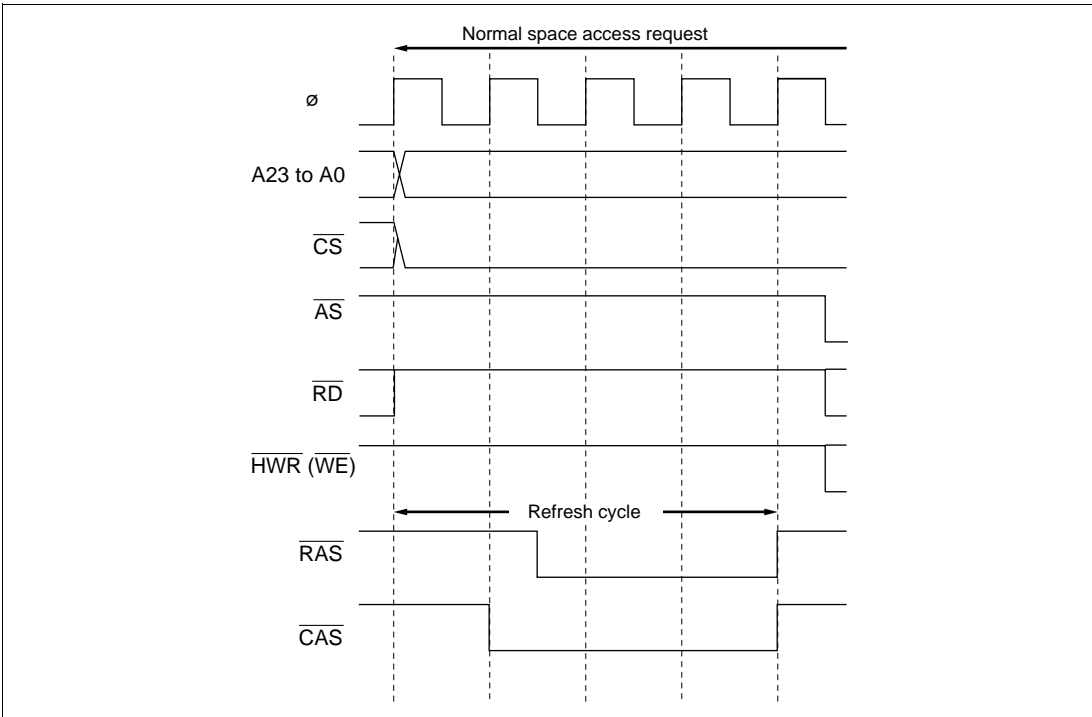 Normal space access request
ø
A23 to A0
CS
AS
RD
HWR (WE)
Refresh cycle
RAS
CAS